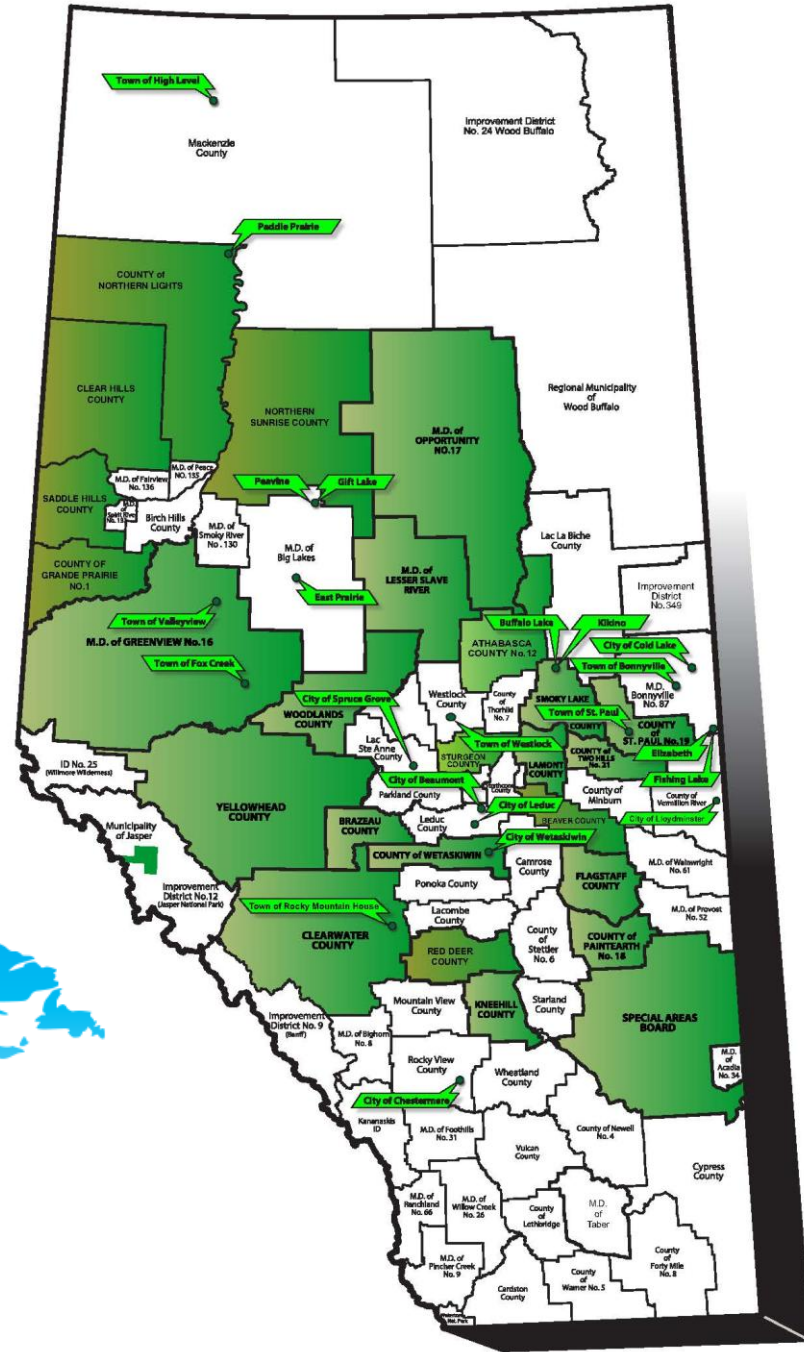 Town of High Level
Mackenzie
County
Improvement District
No. 24 Wood Buffalo
Paddle Prairie
COUNTY of
NORTHERN LIGHTS
CLEAR HILLS
COUNTY
NORTHERN
SUNRISE COUNTY
M.D. of
OPPORTUNITY
NO.17
Regional Municipality
of
Wood Buffalo
M.D. of Peace
NO. 135
M.D. of Fairview
No. 136
SADDLE HILLS
COUNTY
Birch Hills
County
M.D. of
Smoky River
No. 130
Peavine
Gift Lake
M.D. of
Big Lakes
East Prairie
M.D. of
LESSER SLAVE
RIVER
Lac La Biche
County
Improvement
District
No.349
COUNTY OF
GRANDE PRAIRIE
NO.1
Town of Valleyview
M.D. of GREENVIEW No.16
Town of Fox Creek
Buffalo Lake
Kikino
ATHABASCA
COUNTY No.12
City of Cold Lake
Town of Bonnyville
M.D.
Bonnyville
No. 87
WOODLANDS
COUNTY
City of Spruce Grove
Westlock
County
County
of
Thorhild
No. 7
SMOKY LAKE
COUNTY
Town of St. Paul
COUNTY
of
ST. PAUL No.19
Elizabeth
Fishing Lake
Lac
Ste Anne
County
Town of Westlock
STURGEON
COUNTY
LAMONT
COUNTY
COUNTY of
TWO HILLS
No. 21
ID No. 25
(Willmore Wilderness)
YELLOWHEAD
COUNTY
City of Beaumont
Parkland County
City of Leduc
Leduc
County
County of
Minburn
County of
Vermilion River
City of Lloydminster
BEAVER COUNTY
Municipality
of Jasper
Improvement
District No.12
(Jasper National Park)
BRAZEAU
COUNTY
City of Wetaskiwin
COUNTY of WETASKIWIN
Camrose
County
FLAGSTAFF
COUNTY
M.D. of Wainwright
No. 61
Ponoka County
Lacombe
County
M.D. of Provost
No. 52
Town of Rocky Mountain House
CLEARWATER
COUNTY
RED DEER
COUNTY
County
of
Stettler
No. 6
COUNTY of
PAINTEARTH
No. 18
Improvement
District No. 9
(Banff)
M.D. of Bighorn
No. 8
Mountain View
County
KNEEHILL
COUNTY
Starland
County
SPECIAL AREAS
BOARD
M.D.
of
Acadia
No. 34
Rocky View
County
Wheatland
County
City of Chestermere
Kananaskis
ID
M.D. of Foothills
No. 31
Vulcan
County
County of Newell
No. 4
Cypress
County
M.D. of
Ranchland
No. 66
M.D. of
Willow Creek
No. 26
County
of
Lethbridge
M.D.
of
Taber
M.D. of
Pincher Creek
No. 9
Cardston
County
County
of
Warner No. 5
County
of
Forty Mile
No. 8